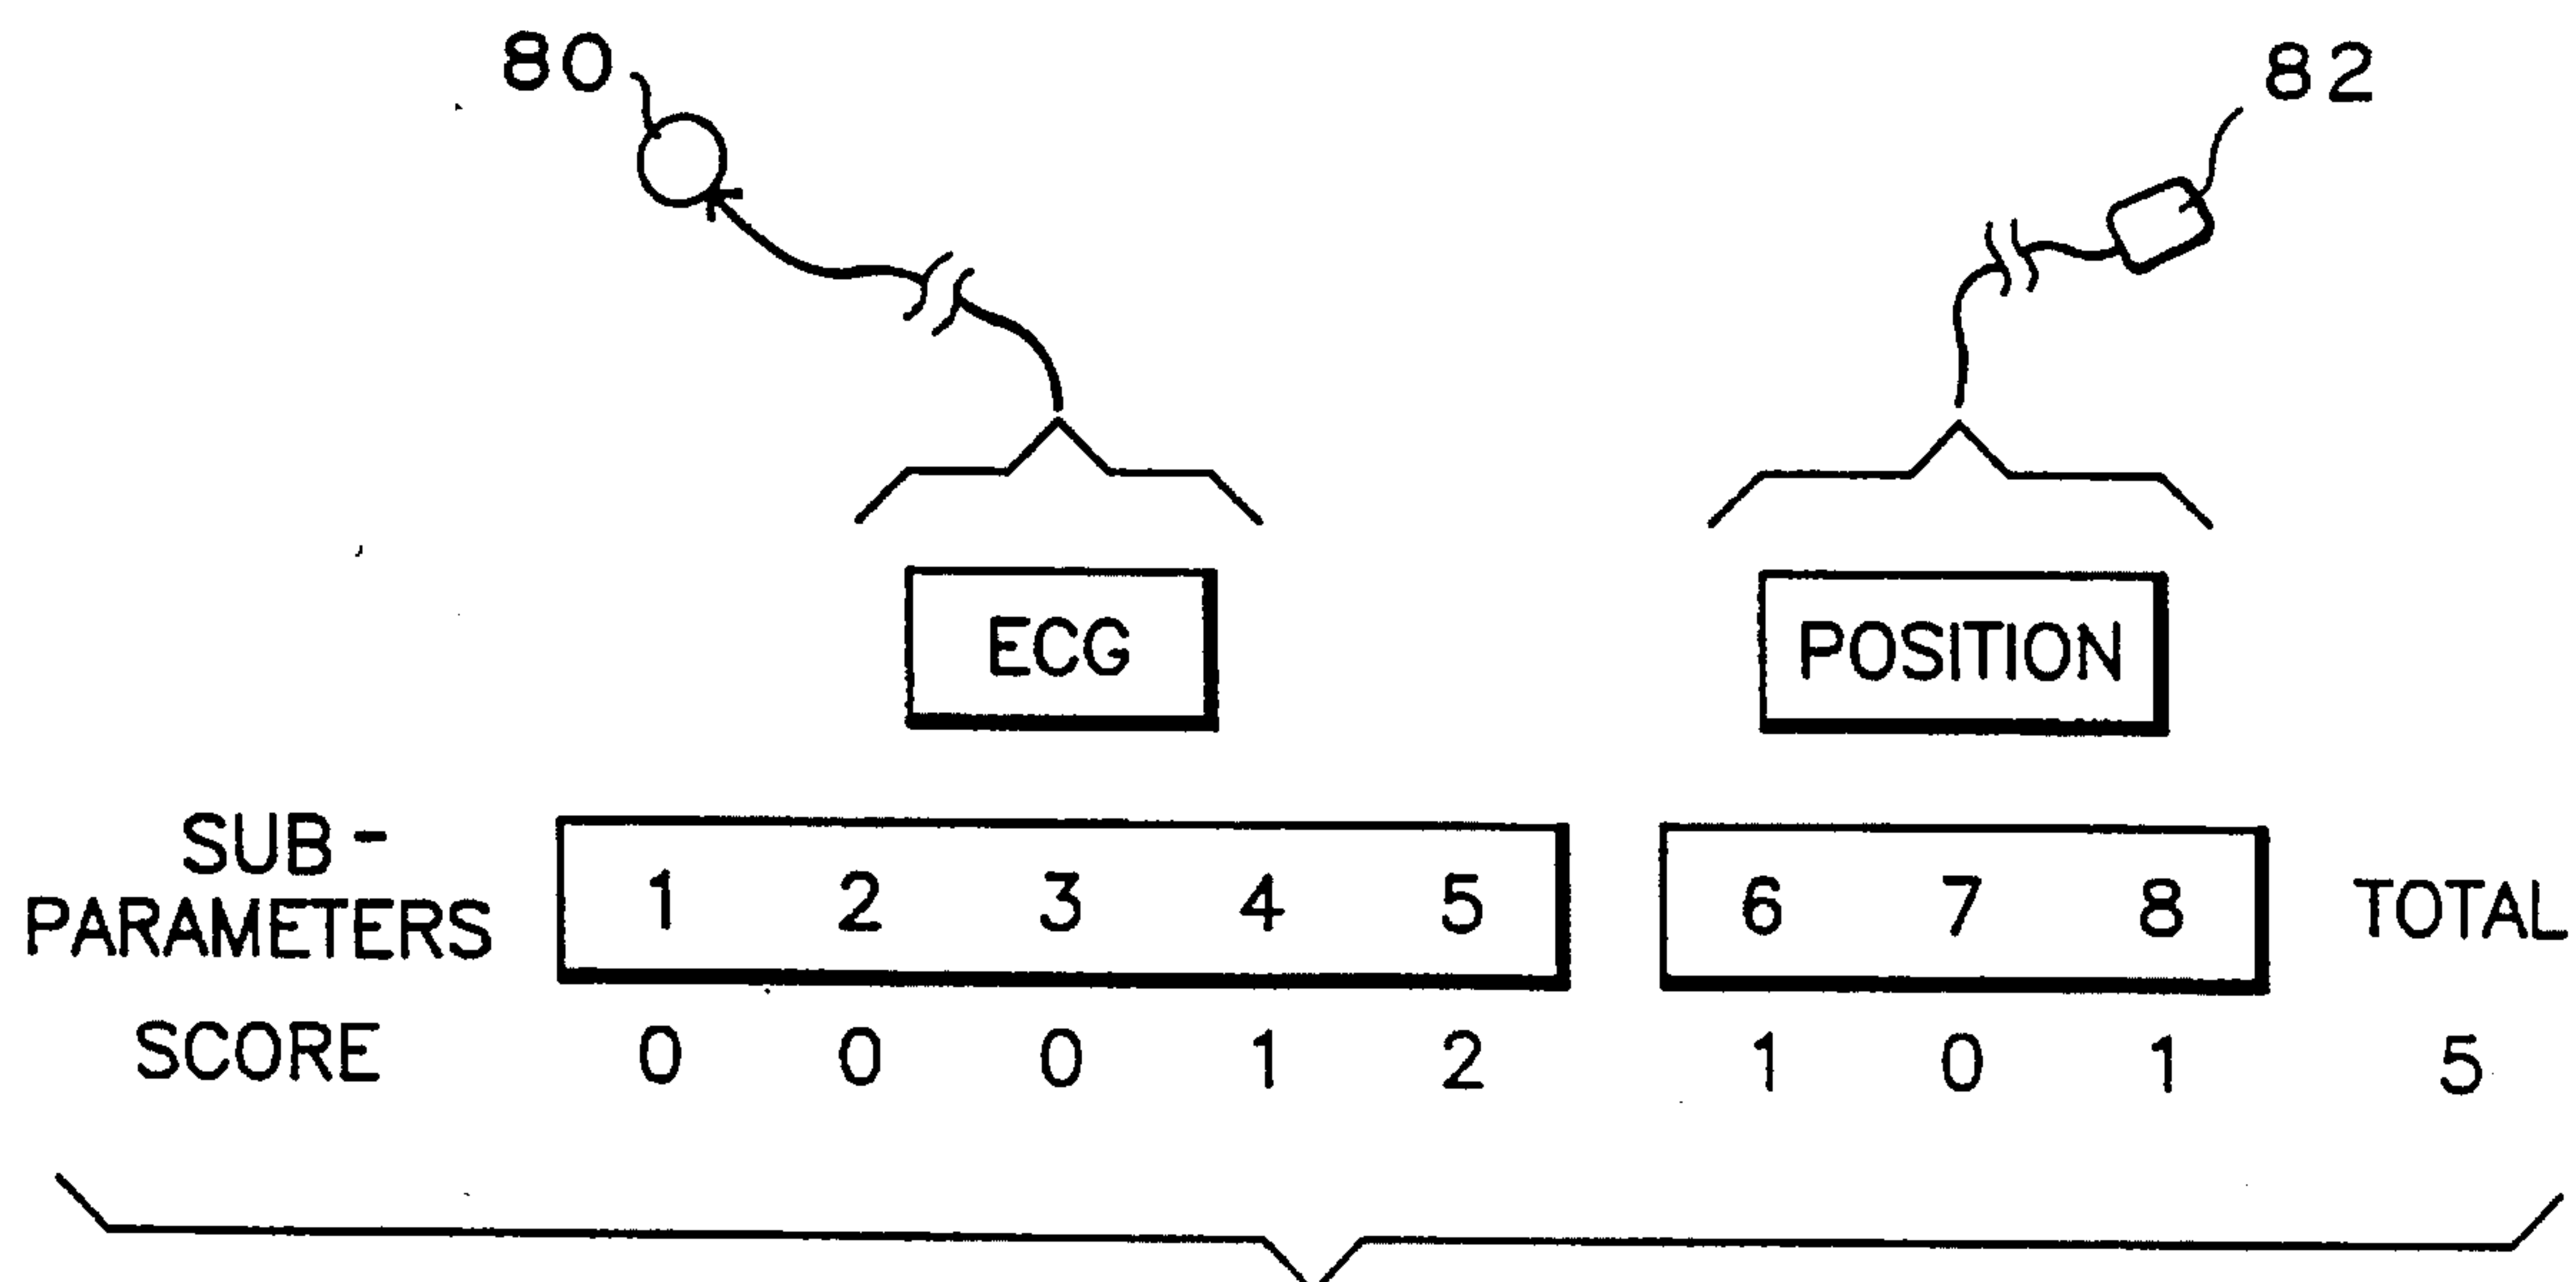 80 82
ECG POSITION
SUB-
PARAMETERS 1 2 3 4 5 6 7 8 TOTAL
SCORE 0 0 0 1 2 1 0 1 5